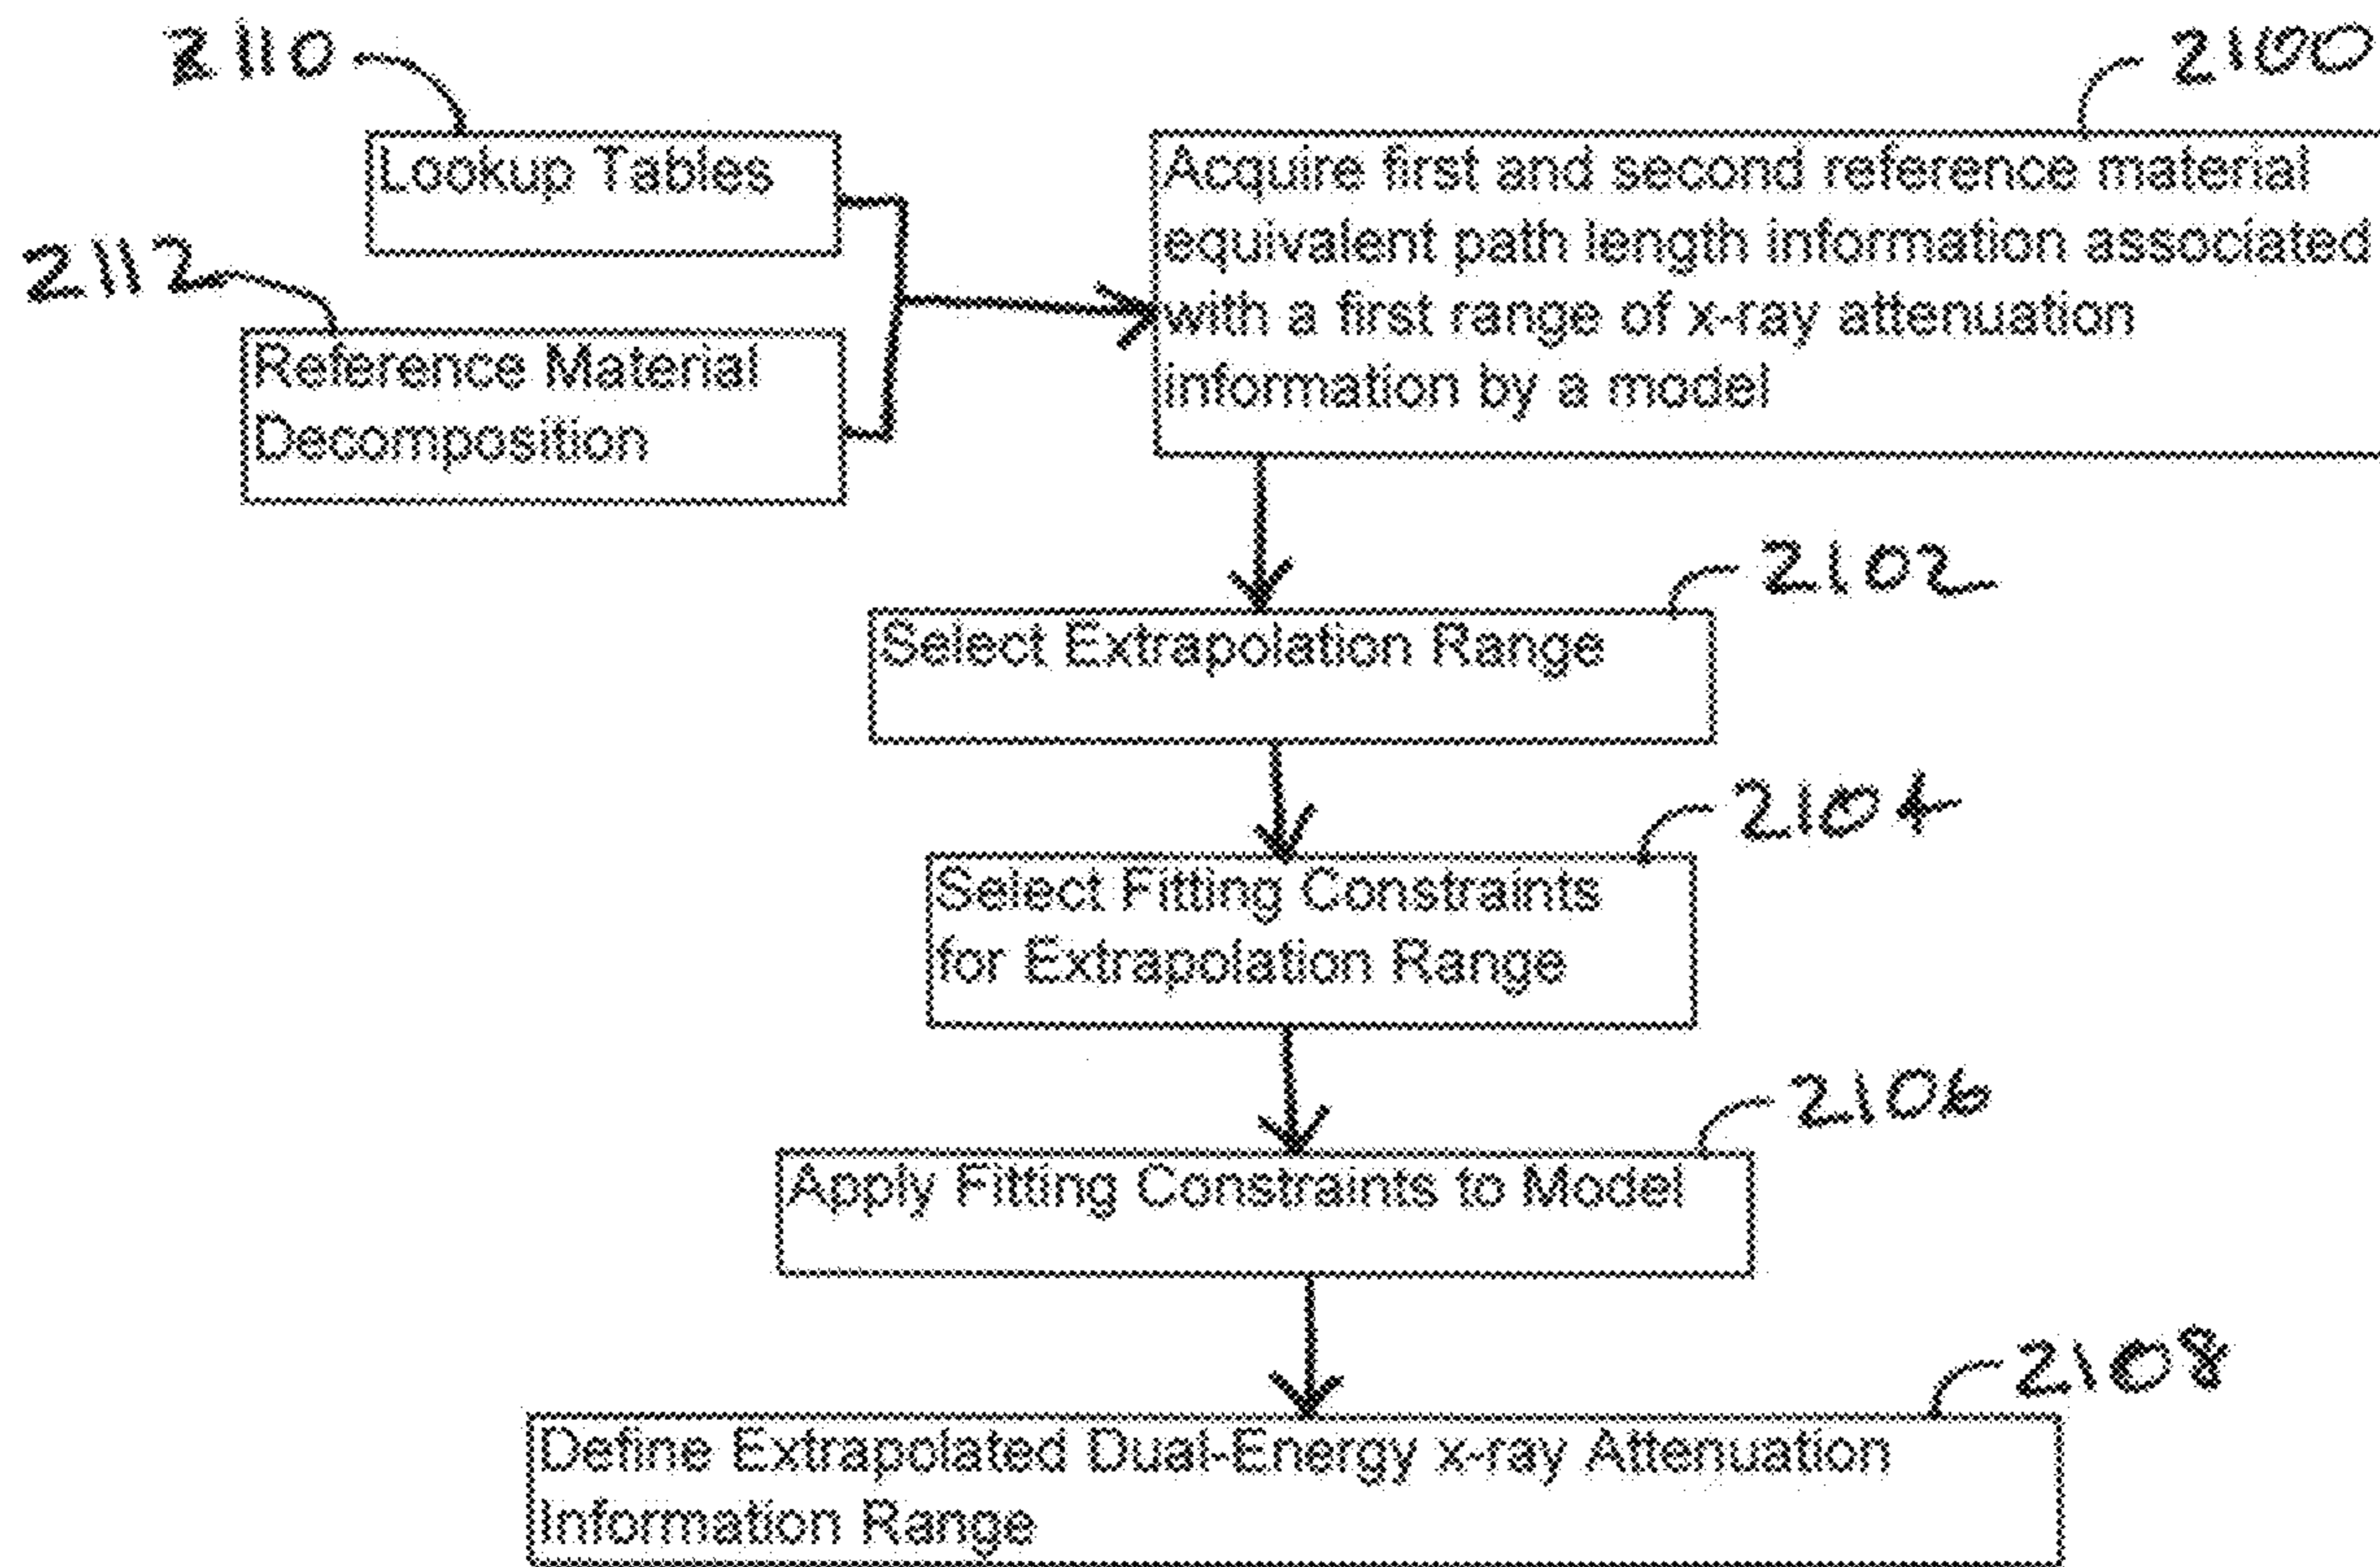 2110
2100
Lookup Tables
Acquire first and second reference material
equivalent path length information associated
with a first range of x-ray attenuation
information by a model
2112
Reference Material
Decomposition
2102
Select Extrapolation Range
2104
Select Fitting Constraints
for Extrapolation Range
2106
Apply Fitting Constraints to Model
2108
Define Extrapolated Dual-Energy x-ray Attenuation
Information Range